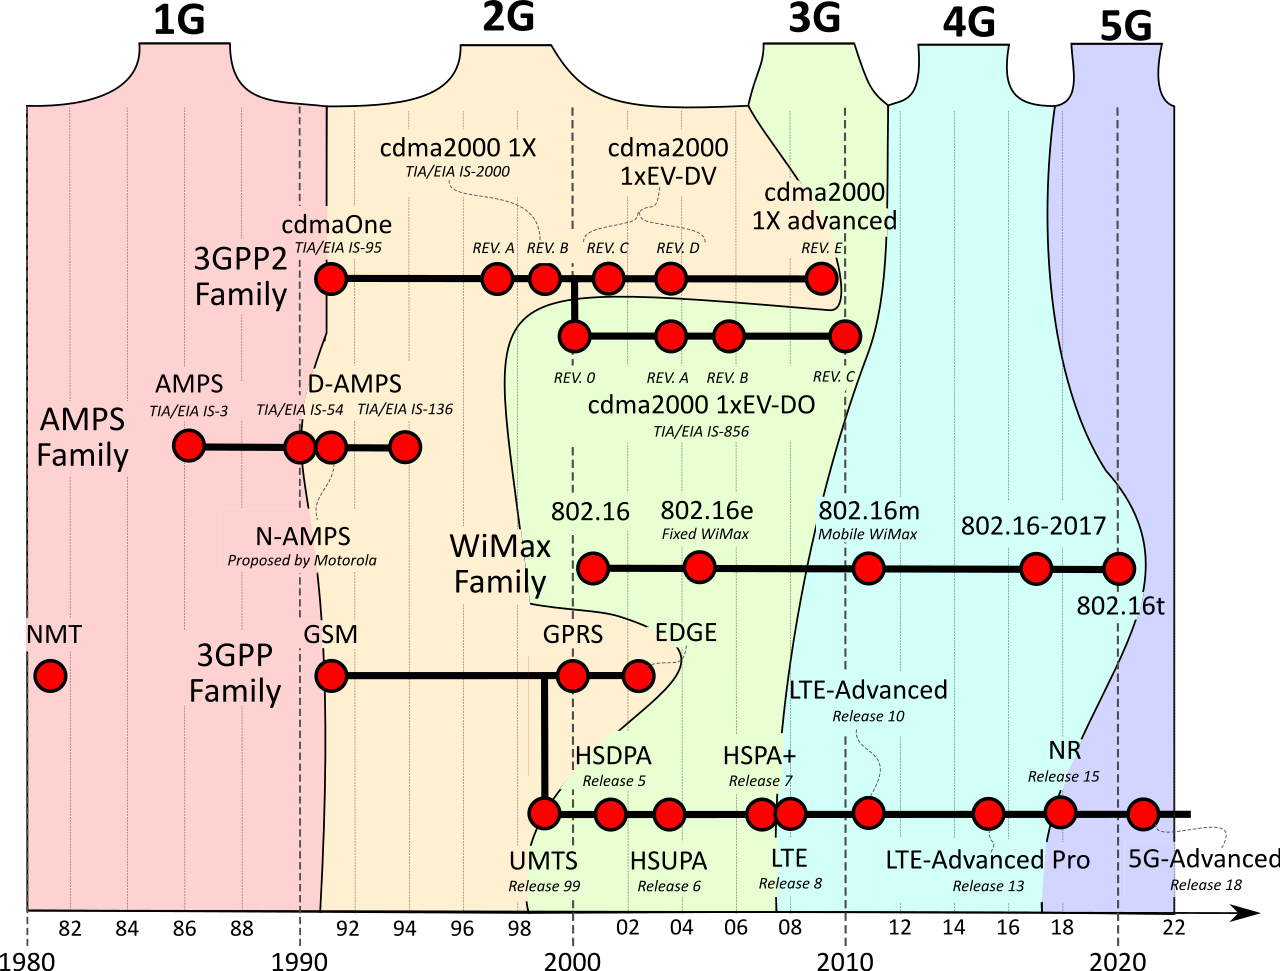 1G
2G
3G
4G
5G
cdma2000 1X
TIA/EIA IS-2000
cdma2000
1xEV-DV
cdma2000
1X advanced
cdmaOne
TIA/EIA IS-95
REV. A
REV. B
REV. C
REV. D
REV. E
3GPP2
Family
REV. 0
REV. A
REV. B
REV. C
cdma2000 1xEV-DO
TIA/EIA IS-856
AMPS
TIA/EIA IS-3
D-AMPS
TIA/EIA IS-54
TIA/EIA IS-136
AMPS
Family
N-AMPS
Proposed by Motorola
802.16
802.16e
Fixed WiMax
802.16m
Mobile WiMax
802.16-2017
WiMax
Family
802.16t
NMT
GSM
GPRS
EDGE
3GPP
Family
LTE-Advanced
Release 10
HSDPA
Release 5
HSPA+
Release 7
NR
Release 15
UMTS
Release 99
HSUPA
Release 6
LTE
Release 8
LTE-Advanced Pro
Release 13
5G-Advanced
Release 18
82
84
86
88
92
94
96
98
02
04
06
08
12
14
16
18
22
1980
1990
2000
2010
2020